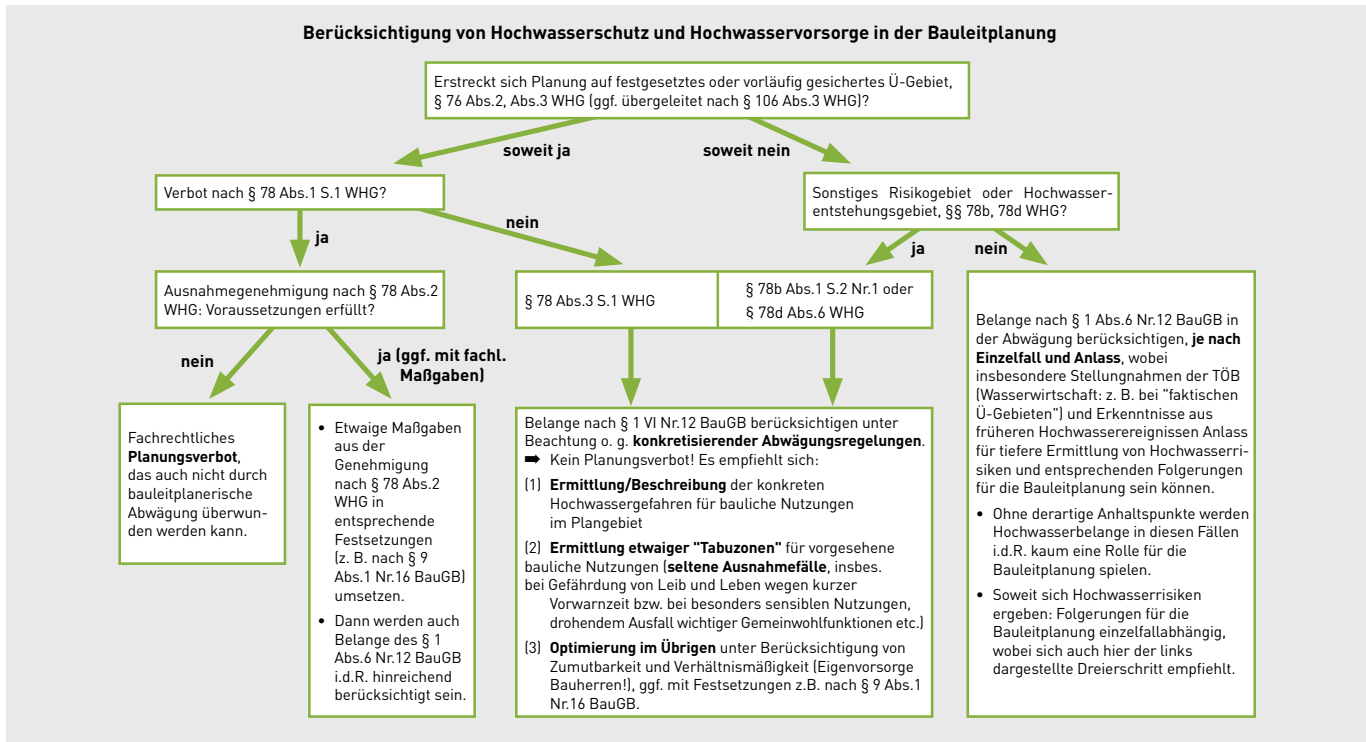 Berücksichtigung von Hochwasserschutz und Hochwasservorsorge in der Bauleitplanung
Erstreckt sich Planung auf festgesetztes oder vorläufig gesichertes Ü-Gebiet,
§ 76 Abs.2, Abs.3 WHG (ggf. übergeleitet nach § 106 Abs.3 WHG)?
soweit ja
soweit nein
Verbot nach § 78 Abs.1 S.1 WHG?
Sonstiges Risikogebiet oder Hochwasser-
entstehungsgebiet, §§ 78b, 78d WHG?
ja
nein
ja
nein
Ausnahmegenehmigung nach § 78 Abs.2
WHG: Voraussetzungen erfüllt?
§ 78 Abs.3 S.1 WHG
§ 78b Abs.1 S.2 Nr.1 oder
§ 78d Abs.6 WHG
nein
ja (ggf. mit fachl.
Maßgaben)
Fachrechtliches
Planungsverbot,
das auch nicht durch
bauleitplanerische
Abwägung überwun-
den werden kann.
• Etwaige Maßgaben
aus der
Genehmigung
nach § 78 Abs.2
WHG in
entsprechende
Festsetzungen
(z. B. nach § 9
Abs.1 Nr.16 BauGB)
umsetzen.
• Dann werden auch
Belange des § 1
Abs.6 Nr.12 BauGB
i.d.R. hinreichend
berücksichtigt sein.
Belange nach § 1 VI Nr.12 BauGB berücksichtigen unter
Beachtung o. g. konkretisierender Abwägungsregelungen.
➡ Kein Planungsverbot! Es empfiehlt sich:
(1) Ermittlung/Beschreibung der konkreten
Hochwassergefahren für bauliche Nutzungen
im Plangebiet
(2) Ermittlung etwaiger "Tabuzonen" für vorgesehene
bauliche Nutzungen (seltene Ausnahmefälle, insbes.
bei Gefährdung von Leib und Leben wegen kurzer
Vorwarnzeit bzw. bei besonders sensiblen Nutzungen,
drohendem Ausfall wichtiger Gemeinwohlfunktionen etc.)
(3) Optimierung im Übrigen unter Berücksichtigung von
Zumutbarkeit und Verhältnismäßigkeit (Eigenvorsorge
Bauherren!), ggf. mit Festsetzungen z.B. nach § 9 Abs.1
Nr.16 BauGB.
Belange nach § 1 Abs.6 Nr.12 BauGB in
der Abwägung berücksichtigen, je nach
Einzelfall und Anlass, wobei
insbesondere Stellungnahmen der TÖB
(Wasserwirtschaft: z. B. bei "faktischen
Ü-Gebieten") und Erkenntnisse aus
früheren Hochwasserereignissen Anlass
für tiefere Ermittlung von Hochwasserri-
siken und entsprechenden Folgerungen
für die Bauleitplanung sein können.
• Ohne derartige Anhaltspunkte werden
Hochwasserbelange in diesen Fällen
i.d.R. kaum eine Rolle für die
Bauleitplanung spielen.
• Soweit sich Hochwasserrisiken
ergeben: Folgerungen für die
Bauleitplanung einzelfallabhängig,
wobei sich auch hier der links
dargestellte Dreierschritt empfiehlt.